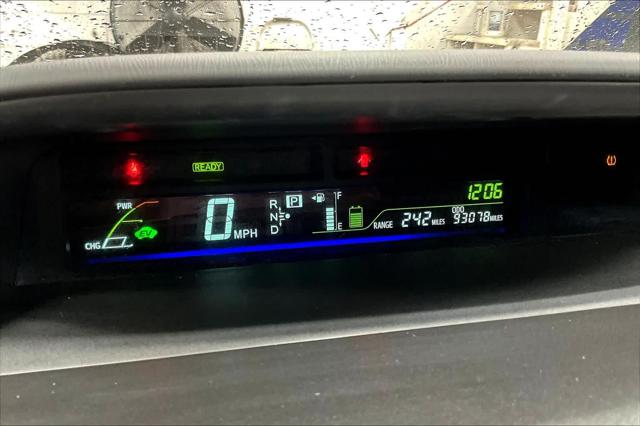 READY
1206
PWR
R P F
0 MPH N
ODO
RANGE 242 MILES 93078 MILES
CHG EV D E